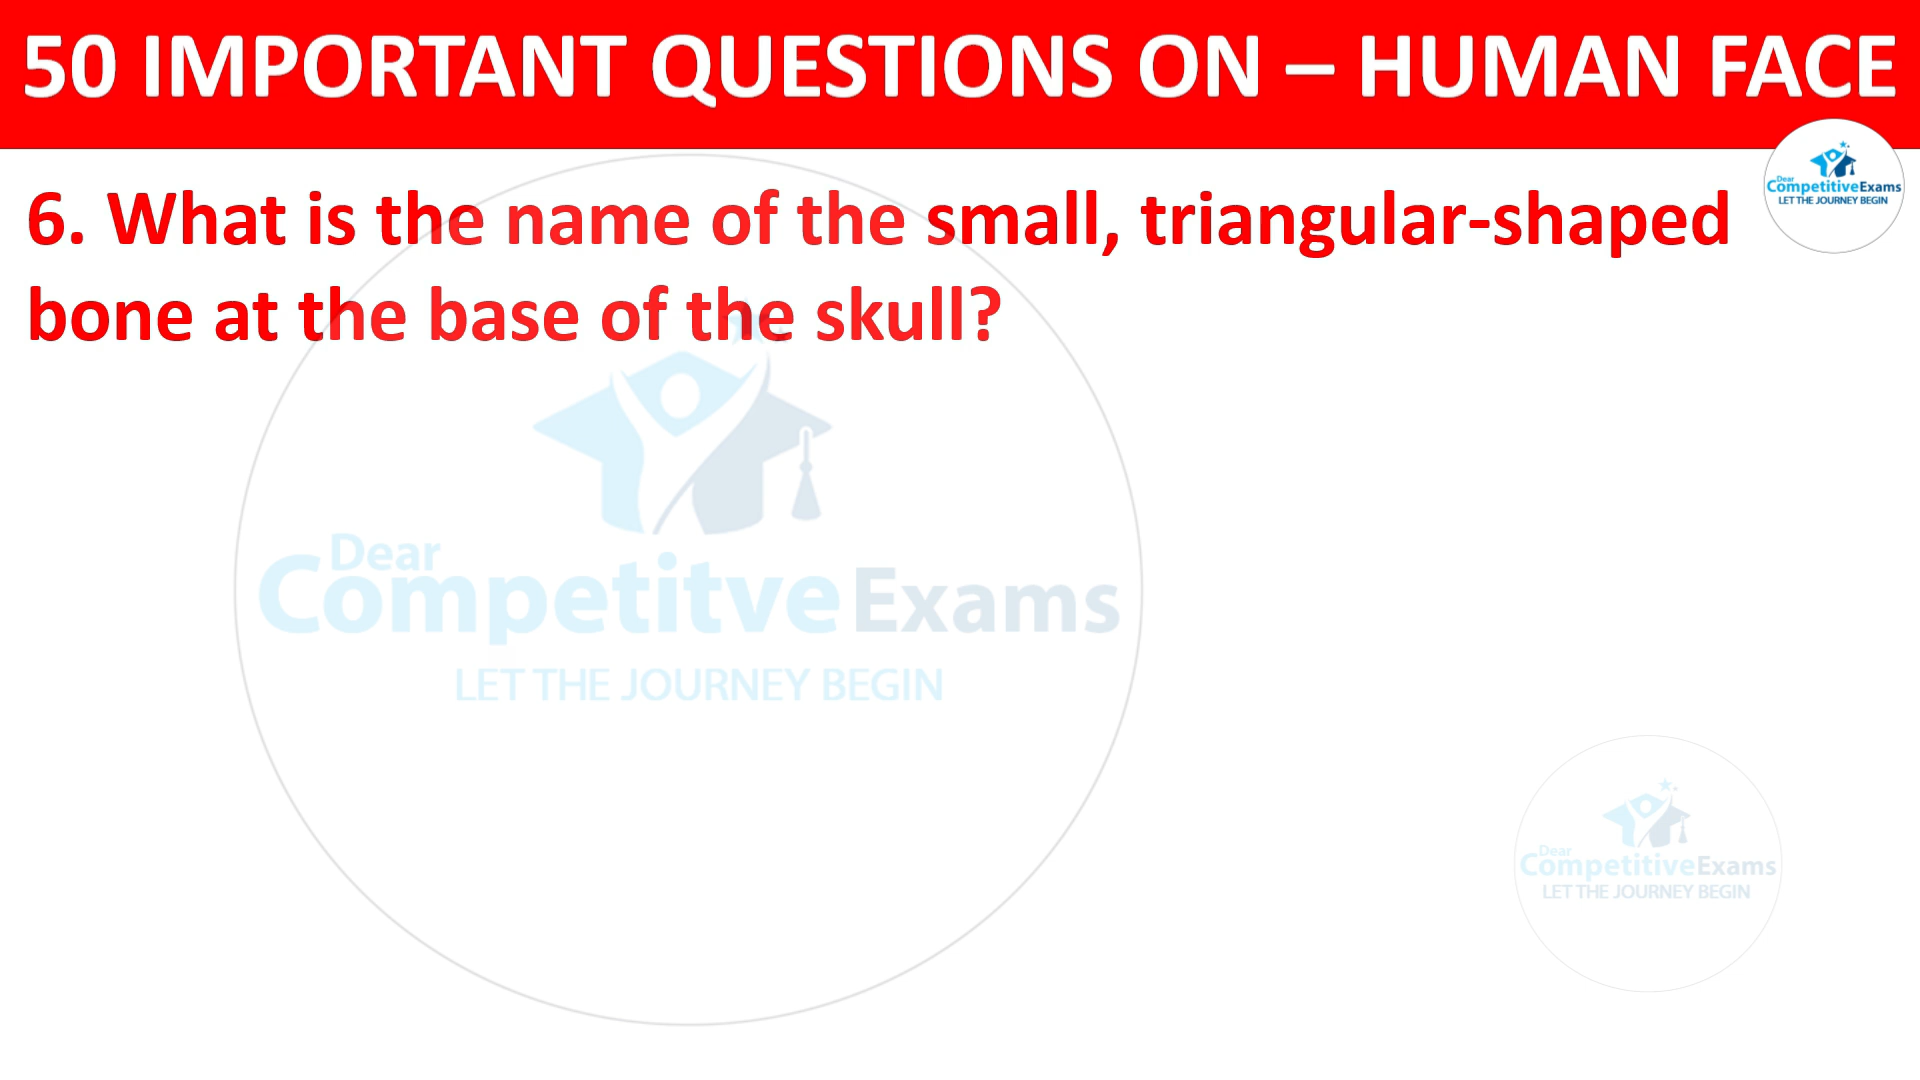 50 IMPORTANT QUESTIONS ON – HUMAN FACE
Dear
CompetitiveExams
LET THE JOURNEY BEGIN
6. What is the name of the small, triangular-shaped
bone at the base of the skull?
Dear
CompetitveExams
LET THE JOURNEY BEGIN
Dear
CompetitiveExams
LET THE JOURNEY BEGIN